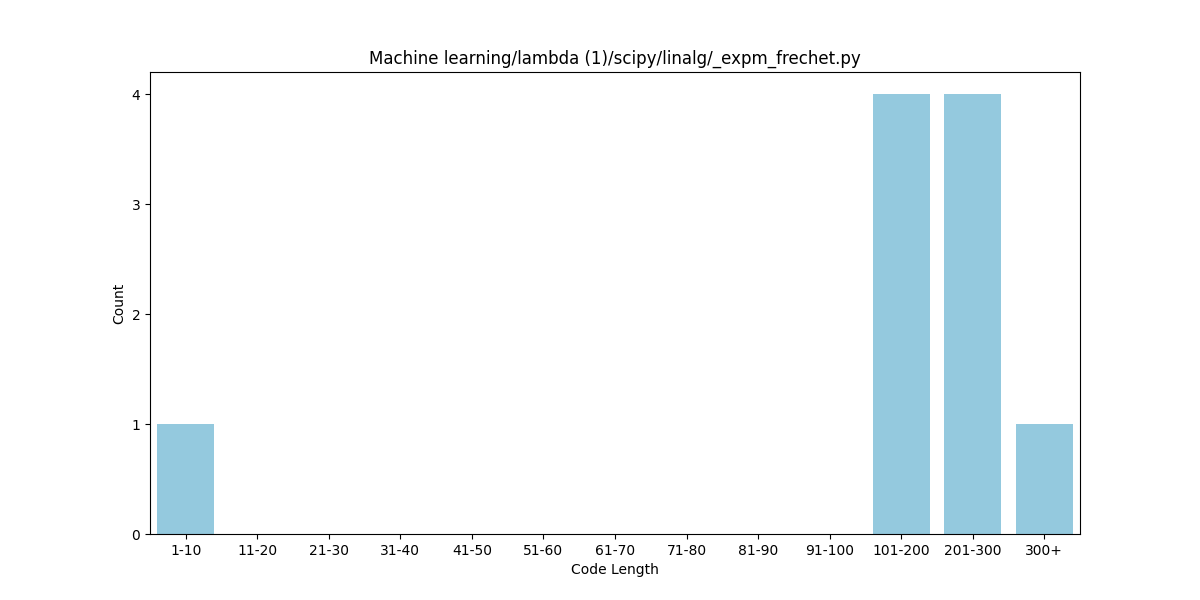 Machine learning/lambda (1)/scipy/linalg/_expm_frechet.py
4
3
2
1
0
Count
1-10 11-20 21-30 31-40 41-50 51-60 61-70 71-80 81-90 91-100 101-200 201-300 300+
Code Length